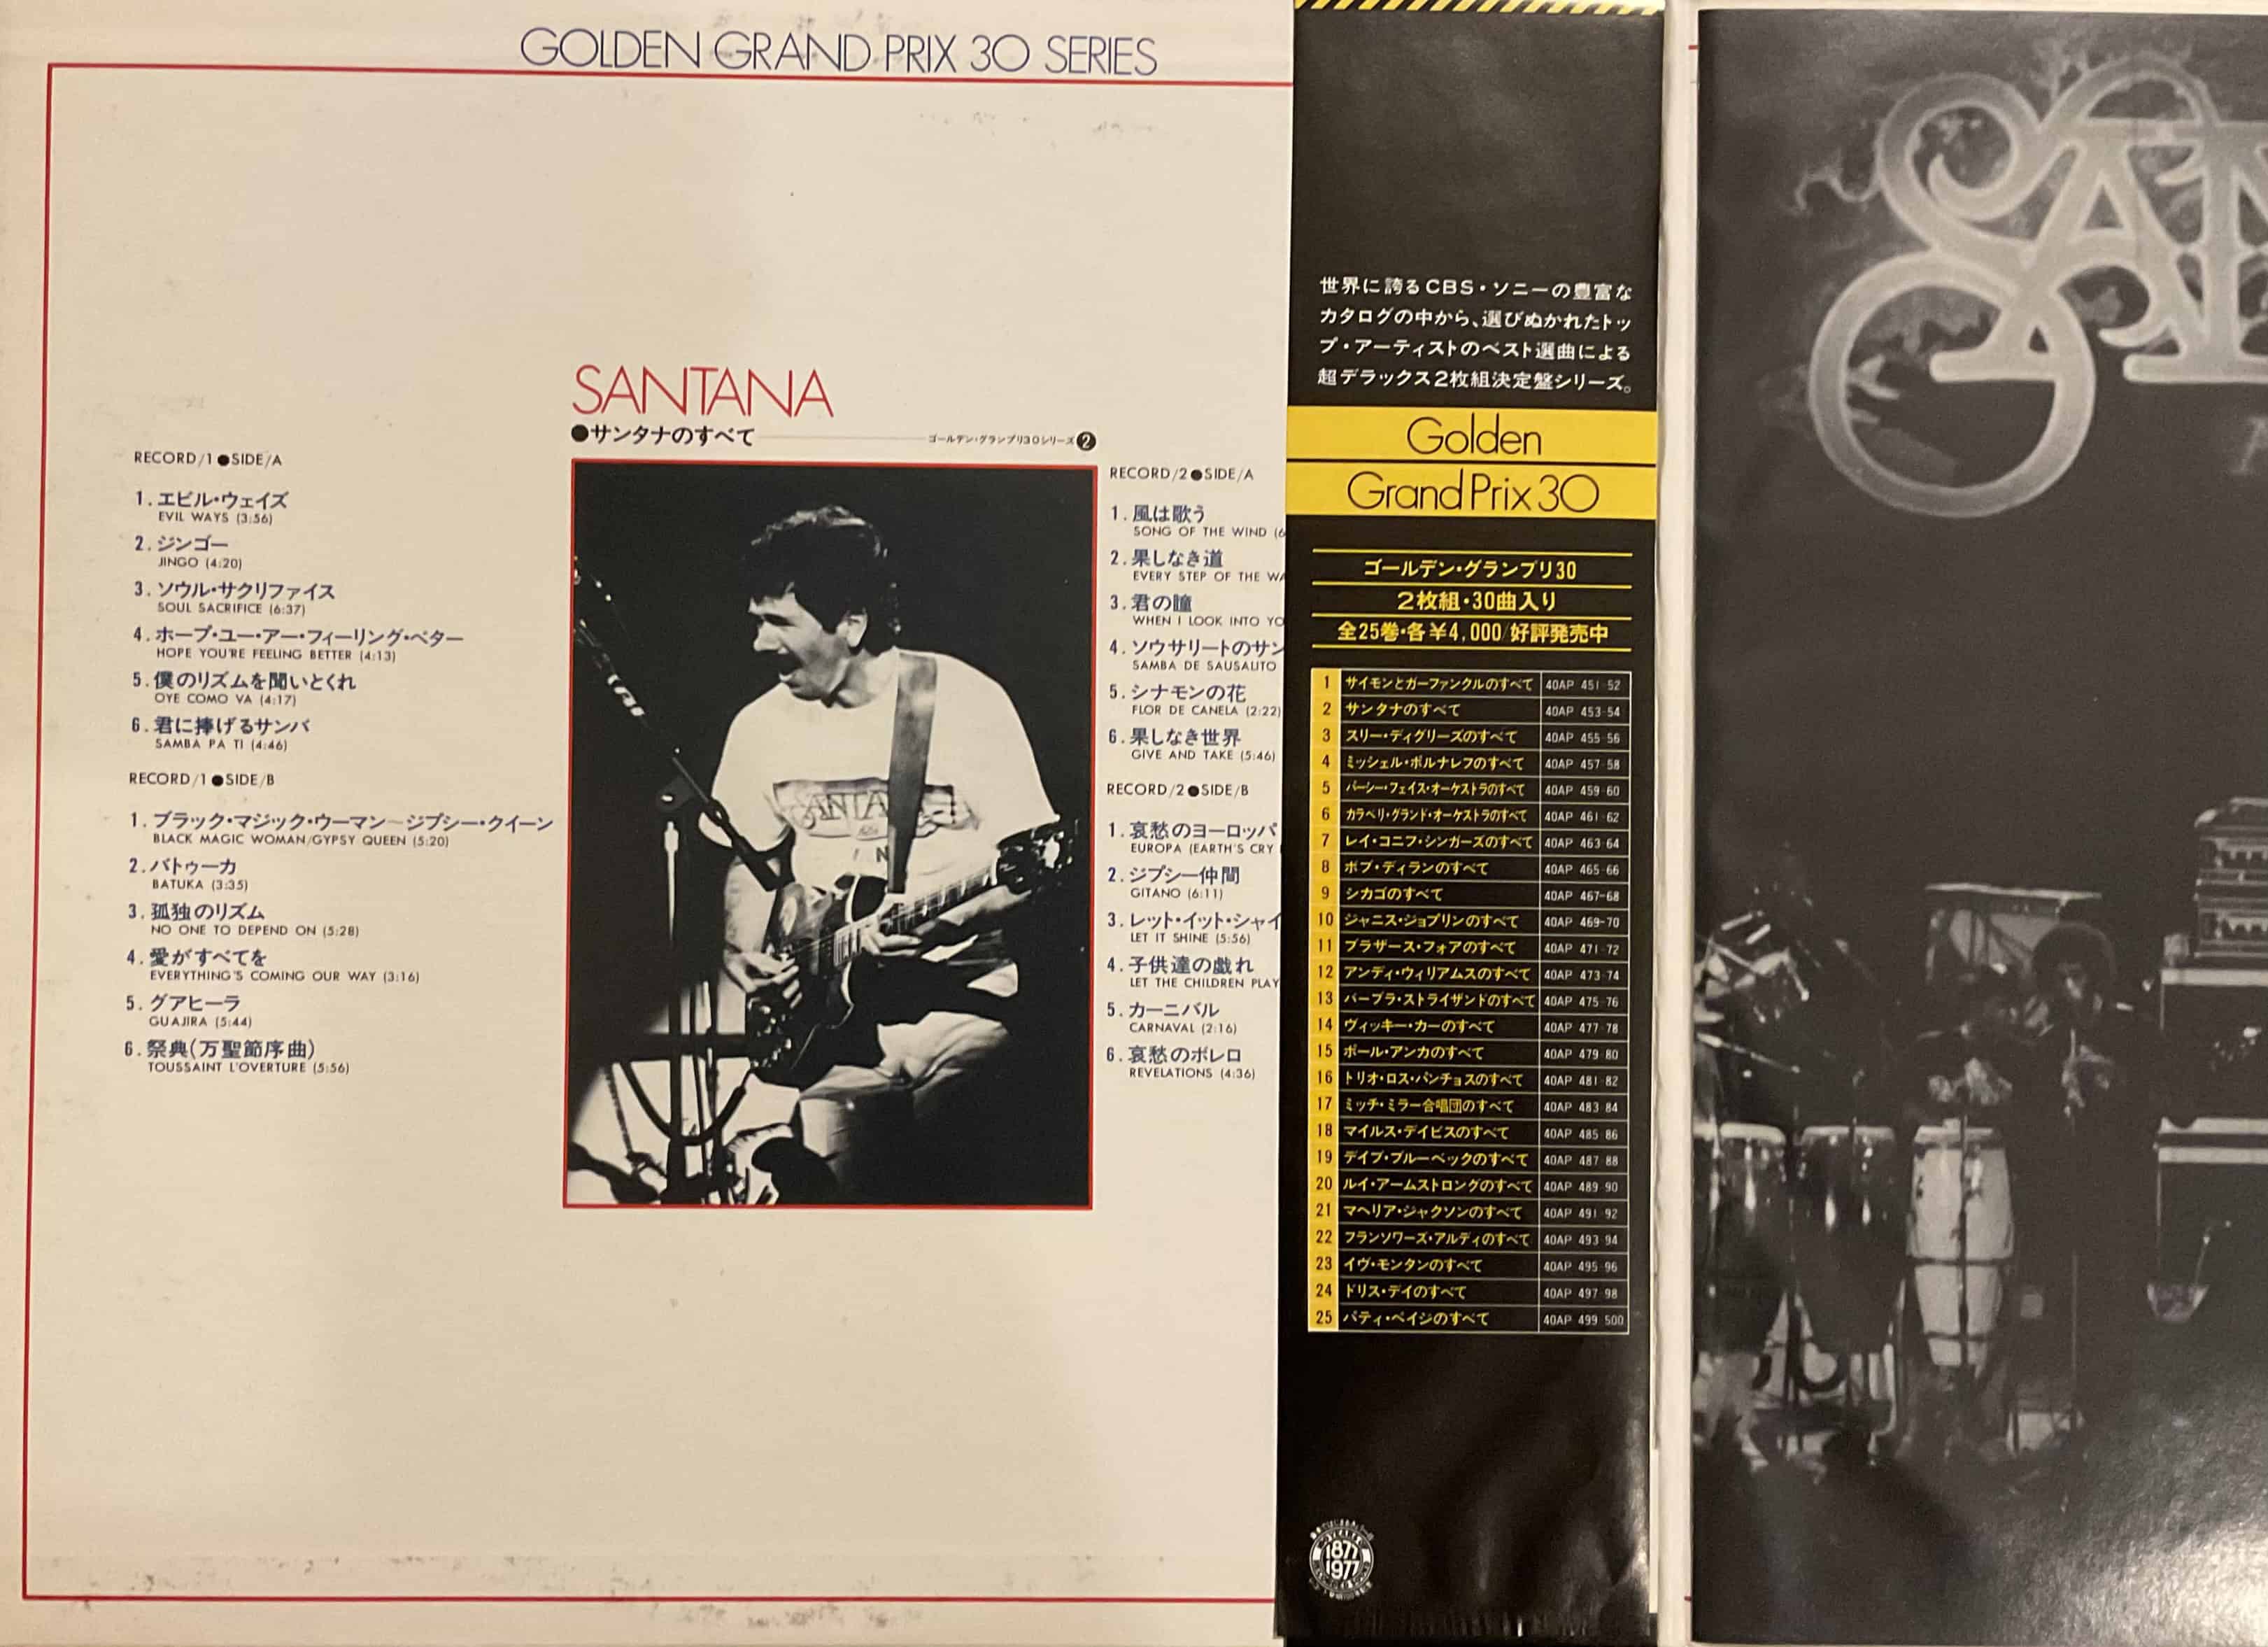 GOLDEN GRAND PRIX 30 SERIES
SANTANA
●サンタナのすべて
ゴールデン・グランプリ30シリーズ❷
RECORD/1●SIDE/A
1.エビル・ウェイズ
EVIL WAYS (3:56)
2.ジンゴー
JINGO (4:20)
3.ソウル・サクリファイス
SOUL SACRIFICE (6:37)
4.ホープ・ユー・アー・フィーリング・ベター
HOPE YOU'RE FEELING BETTER (4:13)
5.僕のリズムを聞いとくれ
OYE COMO VA (4:17)
6.君に捧げるサンバ
SAMBA PA TI (4:46)
RECORD/1●SIDE/B
1.ブラック・マジック・ウーマン～ジプシー・クイーン
BLACK MAGIC WOMAN/GYPSY QUEEN (5:20)
2.バトゥーカ
BATUKA (3:35)
3.孤独のリズム
NO ONE TO DEPEND ON (5:28)
4.愛がすべてを
EVERYTHING'S COMING OUR WAY (3:16)
5.グアヒーラ
GUAJIRA (5:44)
6.祭典(万聖節序曲)
TOUSSAINT L'OVERTURE (5:56)
SANTANA
RECORD/2●SIDE/A
1.風は歌う
SONG OF THE WIND (6
2.果しなき道
EVERY STEP OF THE WA
3.君の瞳
WHEN I LOOK INTO YO
4.ソウサリートのサン
SAMBA DE SAUSALITO
5.シナモンの花
FLOR DE CANELA (2:22)
6.果しなき世界
GIVE AND TAKE (5:46)
RECORD/2●SIDE/B
1.哀愁のヨーロッパ
EUROPA (EARTH'S CRY
2.ジプシー仲間
GITANO (6:11)
3.レット・イット・シャイ
LET IT SHINE (5:56)
4.子供達の戯れ
LET THE CHILDREN PLAY
5.カーニバル
CARNAVAL (2:16)
6.哀愁のボレロ
REVELATIONS (4:36)
世界に誇るCBS・ソニーの豊富な
カタログの中から、選びぬかれたトッ
プ・アーティストのベスト選曲による
超デラックス2枚組決定盤シリーズ。
Golden
Grand Prix 30
ゴールデン・グランプリ30
2枚組・30曲入り
全25巻・各￥4,000/好評発売中
1 サイモンとガーファンクルのすべて 40AP 451-52
2 サンタナのすべて 40AP 453-54
3 スリー・ディグリーズのすべて 40AP 455-56
4 ミッシェル・ポルナレフのすべて 40AP 457-58
5 パーシー・フェイス・オーケストラのすべて 40AP 459-60
6 カラベリ・グランド・オーケストラのすべて 40AP 461-62
7 レイ・コニフ・シンガーズのすべて 40AP 463-64
8 ボブ・ディランのすべて 40AP 465-66
9 シカゴのすべて 40AP 467-68
10 ジャニス・ジョプリンのすべて 40AP 469-70
11 ブラザース・フォアのすべて 40AP 471-72
12 アンディ・ウィリアムスのすべて 40AP 473-74
13 バーブラ・ストライザンドのすべて 40AP 475-76
14 ヴィッキー・カーのすべて 40AP 477-78
15 ポール・アンカのすべて 40AP 479-80
16 トリオ・ロス・パンチョスのすべて 40AP 481-82
17 ミッチ・ミラー合唱団のすべて 40AP 483-84
18 マイルス・デイビスのすべて 40AP 485-86
19 デイブ・ブルーベックのすべて 40AP 487-88
20 ルイ・アームストロングのすべて 40AP 489-90
21 マヘリア・ジャクソンのすべて 40AP 491-92
22 フランソワーズ・アルディのすべて 40AP 493-94
23 イヴ・モンタンのすべて 40AP 495-96
24 ドリス・デイのすべて 40AP 497-98
25 パティ・ペイジのすべて 40AP 499-500
1877
1977
SAN